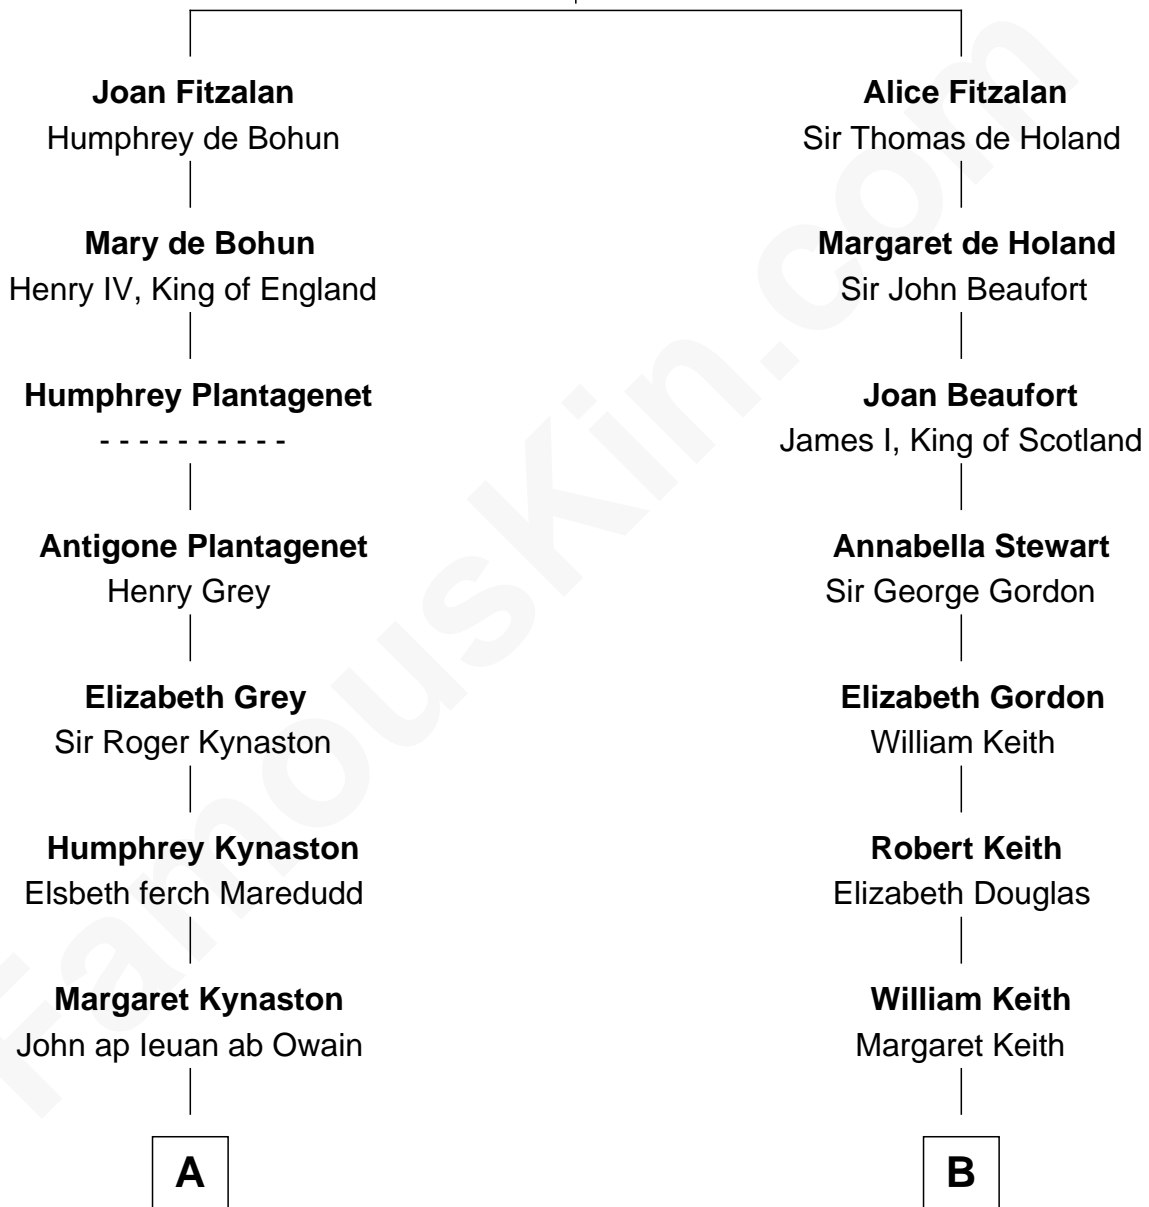 Joan Fitzalan
Humphrey de Bohun
Mary de Bohun
Henry IV, King of England
Humphrey Plantagenet
- - - - - - - - - -
Antigone Plantagenet
Henry Grey
Elizabeth Grey
Sir Roger Kynaston
Humphrey Kynaston
Elsbeth ferch Maredudd
Margaret Kynaston
John ap Ieuan ab Owain
A
Alice Fitzalan
Sir Thomas de Holand
Margaret de Holand
Sir John Beaufort
Joan Beaufort
James I, King of Scotland
Annabella Stewart
Sir George Gordon
Elizabeth Gordon
William Keith
Robert Keith
Elizabeth Douglas
William Keith
Margaret Keith
B
FamousKin.com